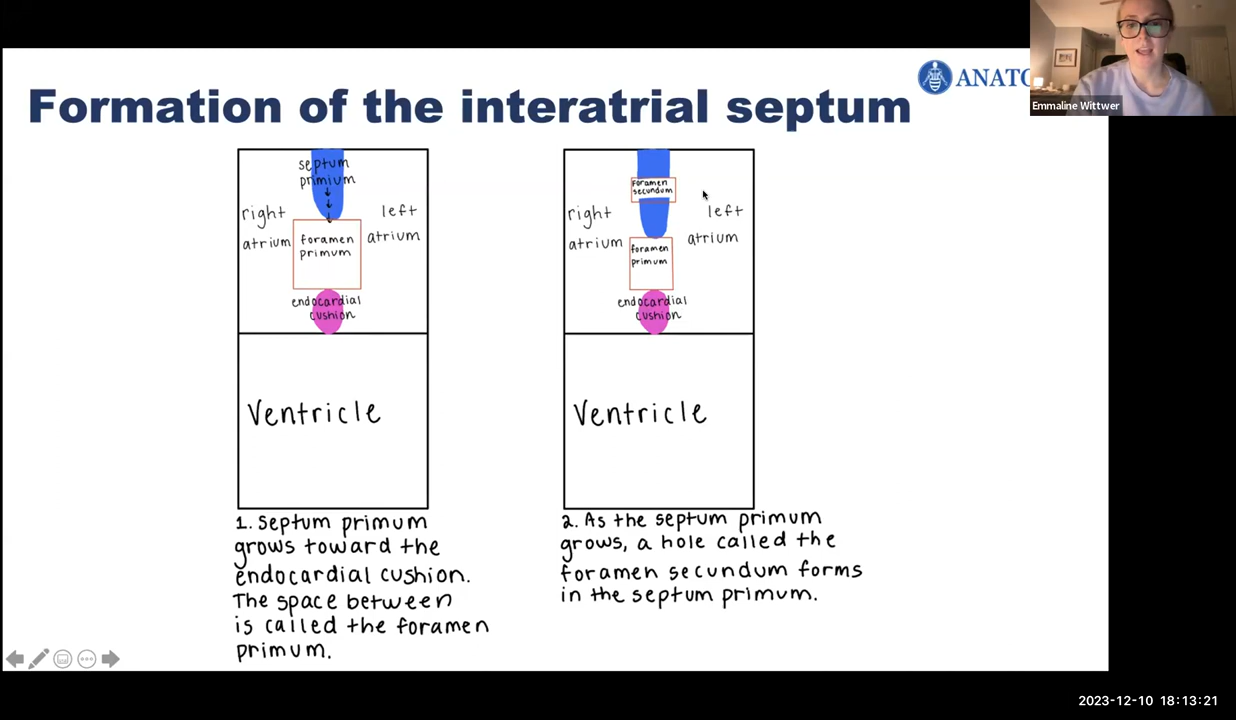 ANATO
Emmaline Wittwer
Formation of the interatrial septum
septum
primium
right
atrium
left
atrium
foramen
primum
endocardial
cushion
Ventricle
1. Septum primum
grows toward the
endocardial cushion.
The space between
is called the foramen
primum.
Foramen
secundum
right
atrium
left
atrium
foramen
primum
endocardial
cushion
Ventricle
2. As the septum primum
grows, a hole called the
foramen secundum forms
in the septum primum.
2023-12-10 18:13:21